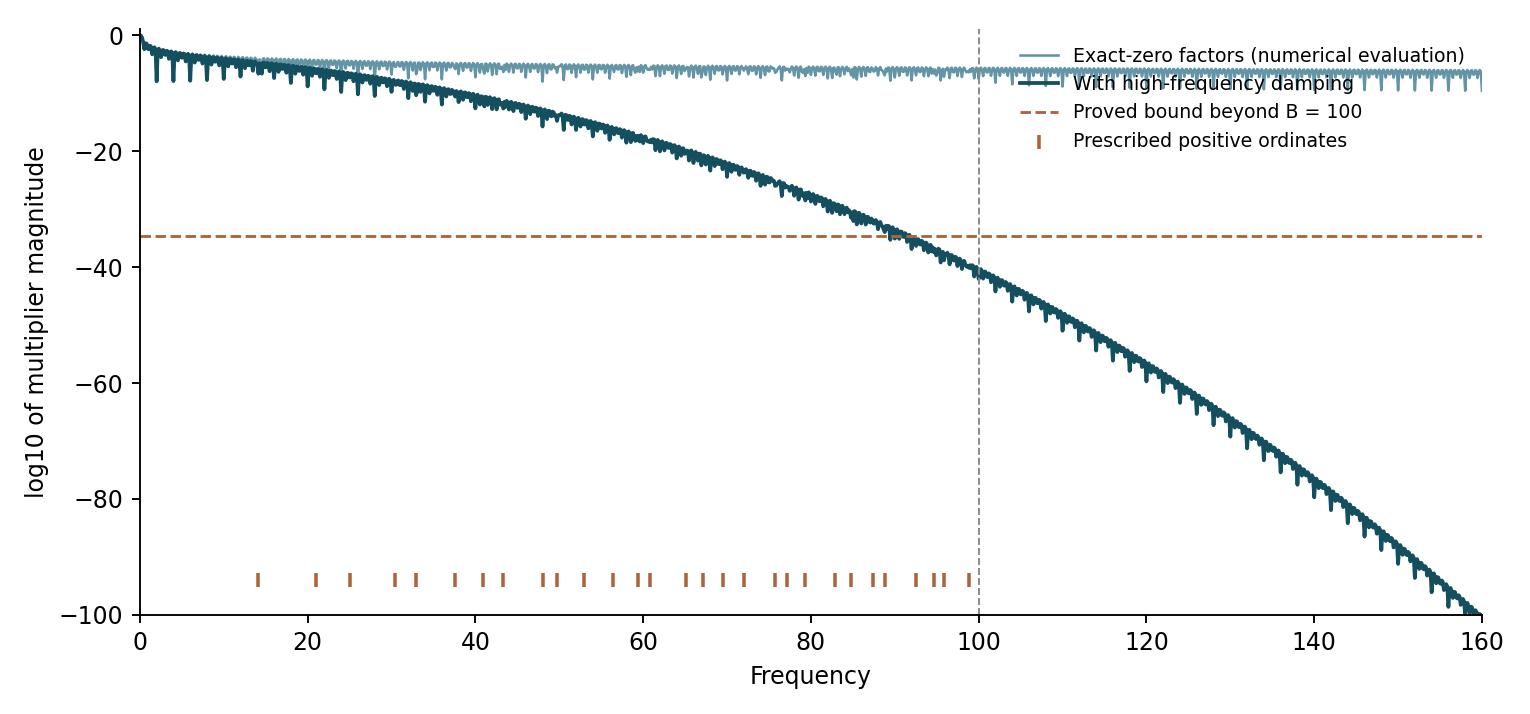 0
−20
−40
−60
−80
−100
log10 of multiplier magnitude
Exact-zero factors (numerical evaluation)
With high-frequency damping
Proved bound beyond B = 100
Prescribed positive ordinates
0 20 40 60 80 100 120 140 160
Frequency